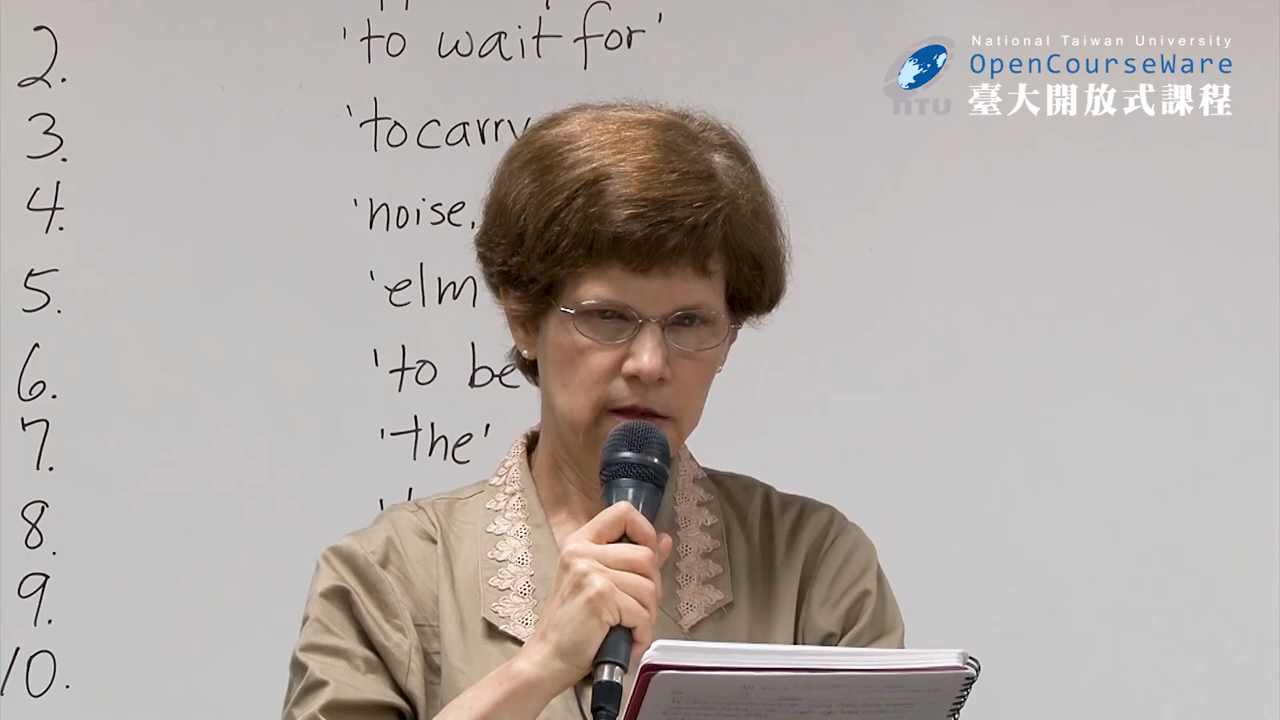 National Taiwan University
OpenCourseWare
臺大開放式課程
NTU
2. 'to wait for'
3. 'to carry
4. 'noise,
5. 'elm
6. 'to be
7. 'the'
8.
9.
10.